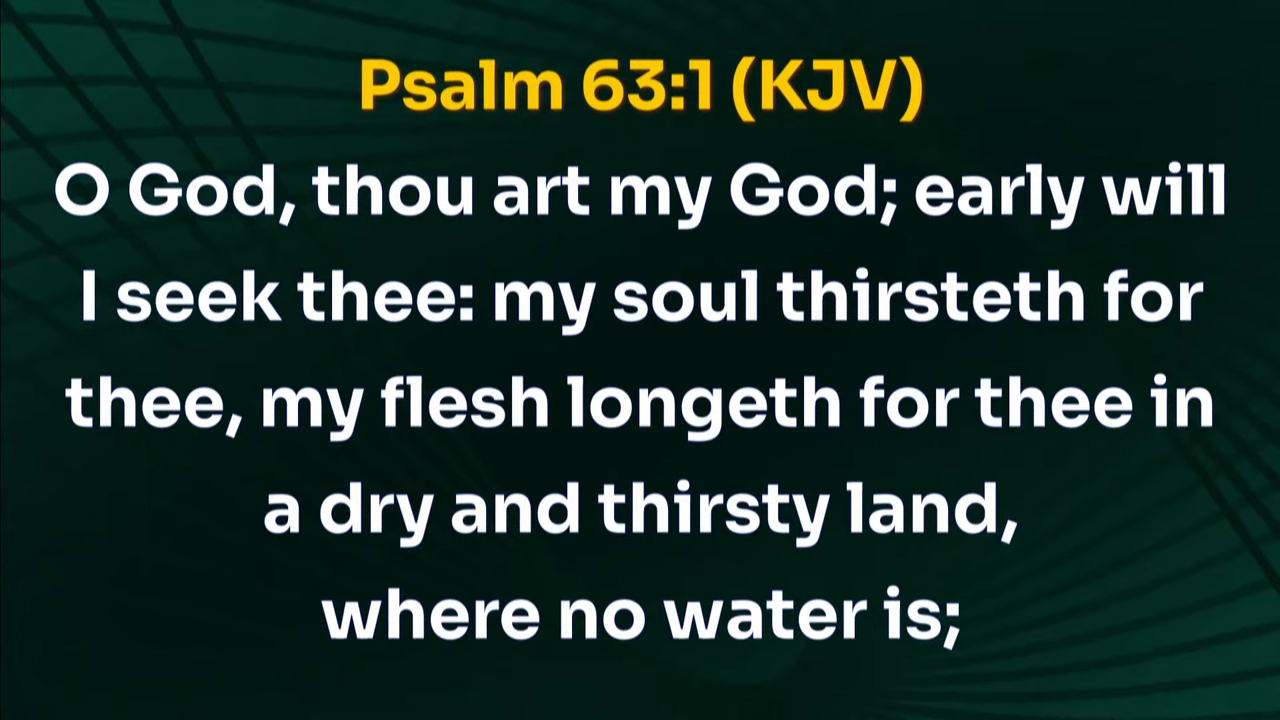 Psalm 63:1 (KJV)
O God, thou art my God; early will
I seek thee: my soul thirsteth for
thee, my flesh longeth for thee in
a dry and thirsty land,
where no water is;